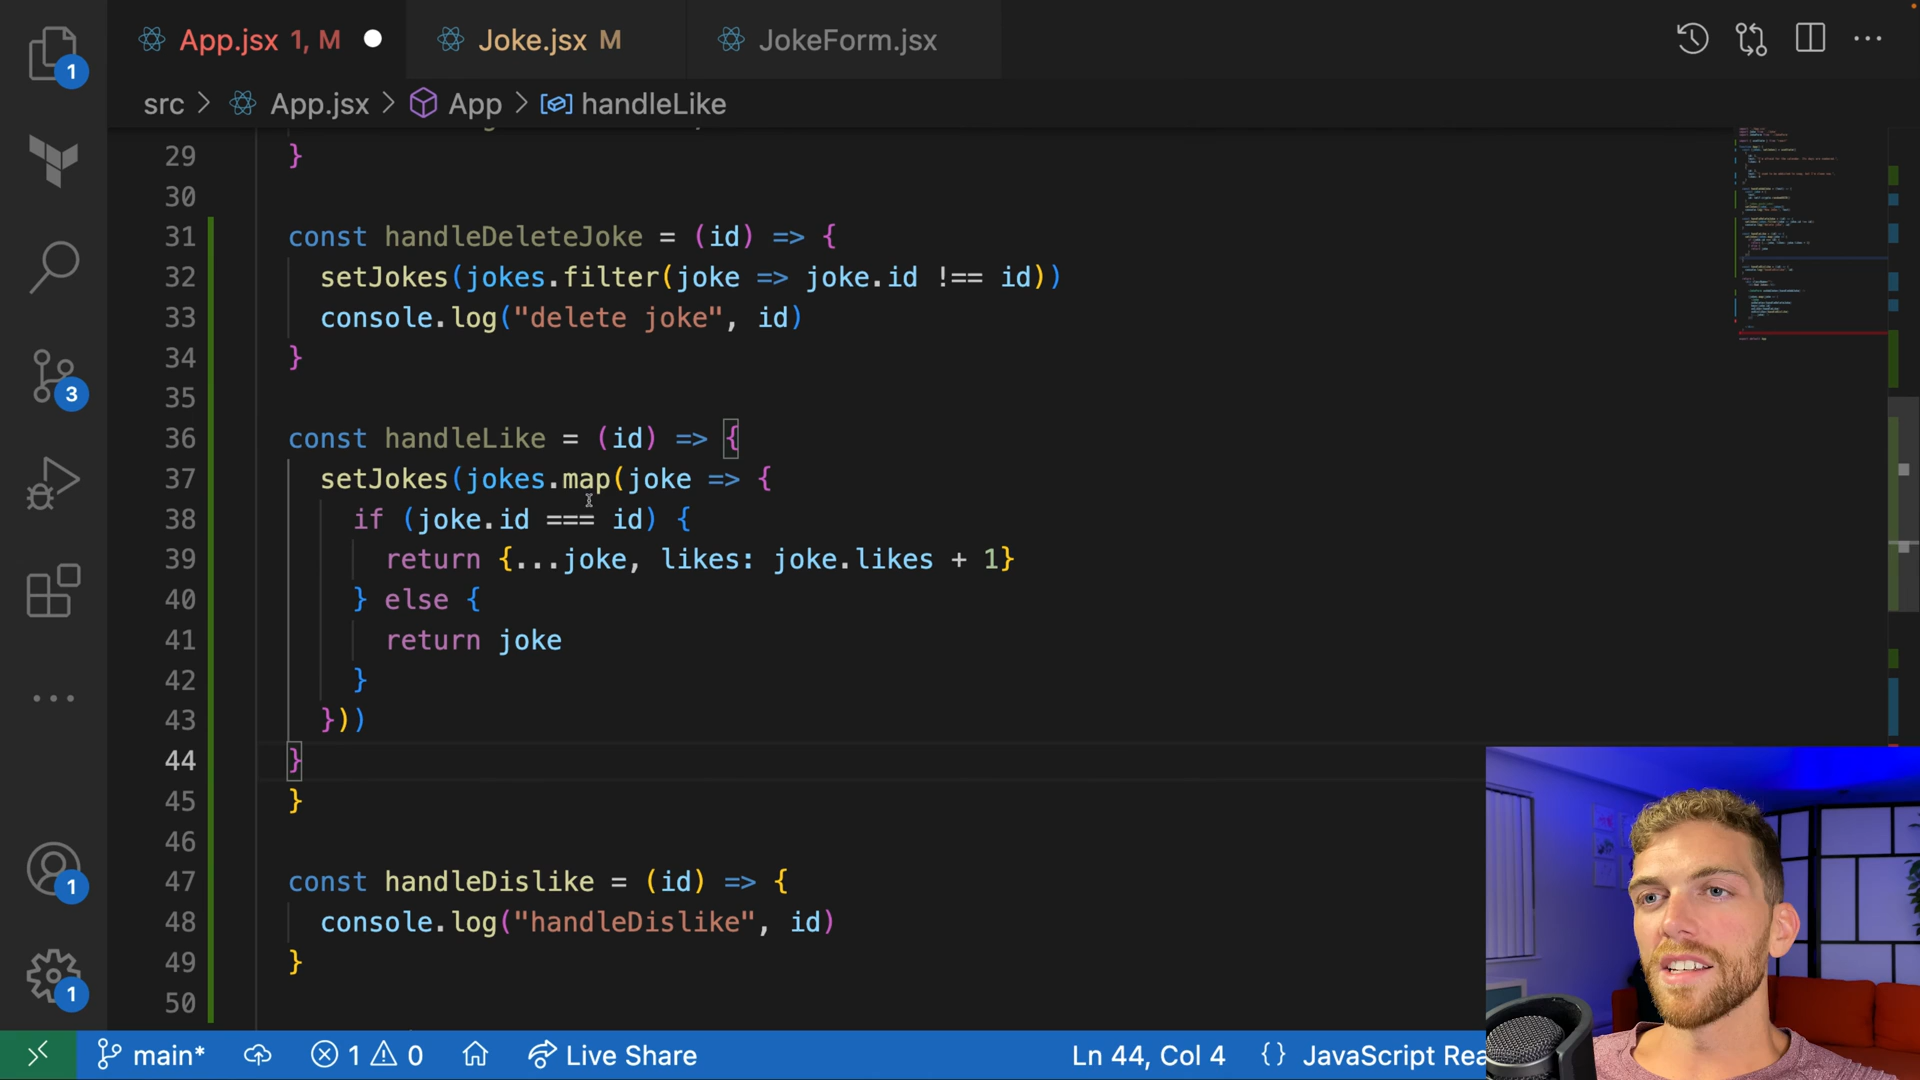 App.jsx 1, M
Joke.jsx M
JokeForm.jsx
src > App.jsx > App > handleLike
29 }
30
31 const handleDeleteJoke = (id) => {
32 setJokes(jokes.filter(joke => joke.id !== id))
33 console.log("delete joke", id)
34 }
35
36 const handleLike = (id) => {
37 setJokes(jokes.map(joke => {
38 if (joke.id === id) {
39 return {...joke, likes: joke.likes + 1}
40 } else {
41 return joke
42 }
43 }))
44 }
45 }
46
47 const handleDislike = (id) => {
48 console.log("handleDislike", id)
49 }
50
1
3
1
1
main* 1 0 Live Share Ln 44, Col 4 {} JavaScript Rea